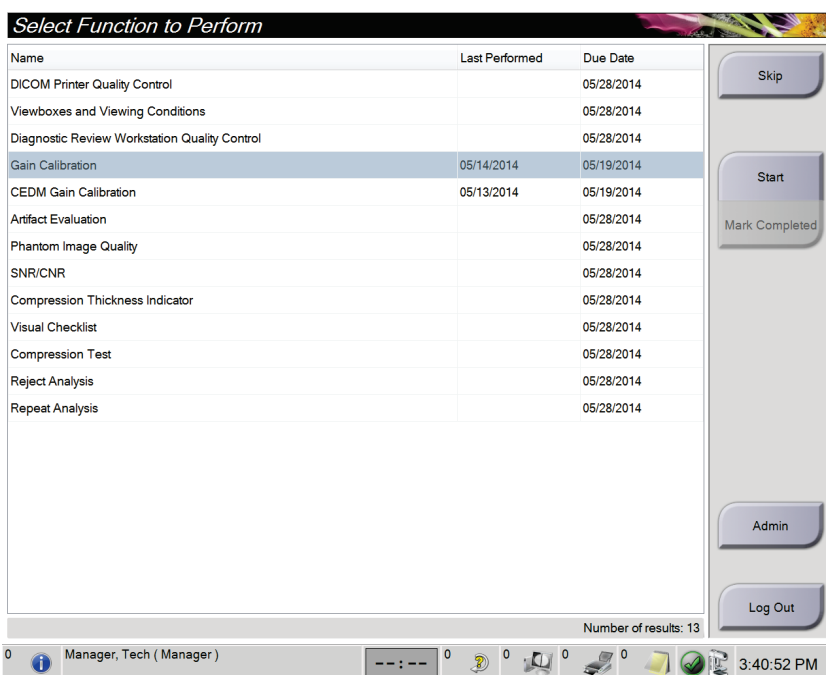 Select Function to Perform
Name Last Performed Due Date
DICOM Printer Quality Control 05/28/2014
Viewboxes and Viewing Conditions 05/28/2014
Diagnostic Review Workstation Quality Control 05/28/2014
Gain Calibration 05/14/2014 05/19/2014
CEDM Gain Calibration 05/13/2014 05/19/2014
Artifact Evaluation 05/28/2014
Phantom Image Quality 05/28/2014
SNR/CNR 05/28/2014
Compression Thickness Indicator 05/28/2014
Visual Checklist 05/28/2014
Compression Test 05/28/2014
Reject Analysis 05/28/2014
Repeat Analysis 05/28/2014
Number of results: 13
Skip
Start
Mark Completed
Admin
Log Out
0 Manager, Tech ( Manager ) --:-- 0 0 0 0 3:40:52 PM